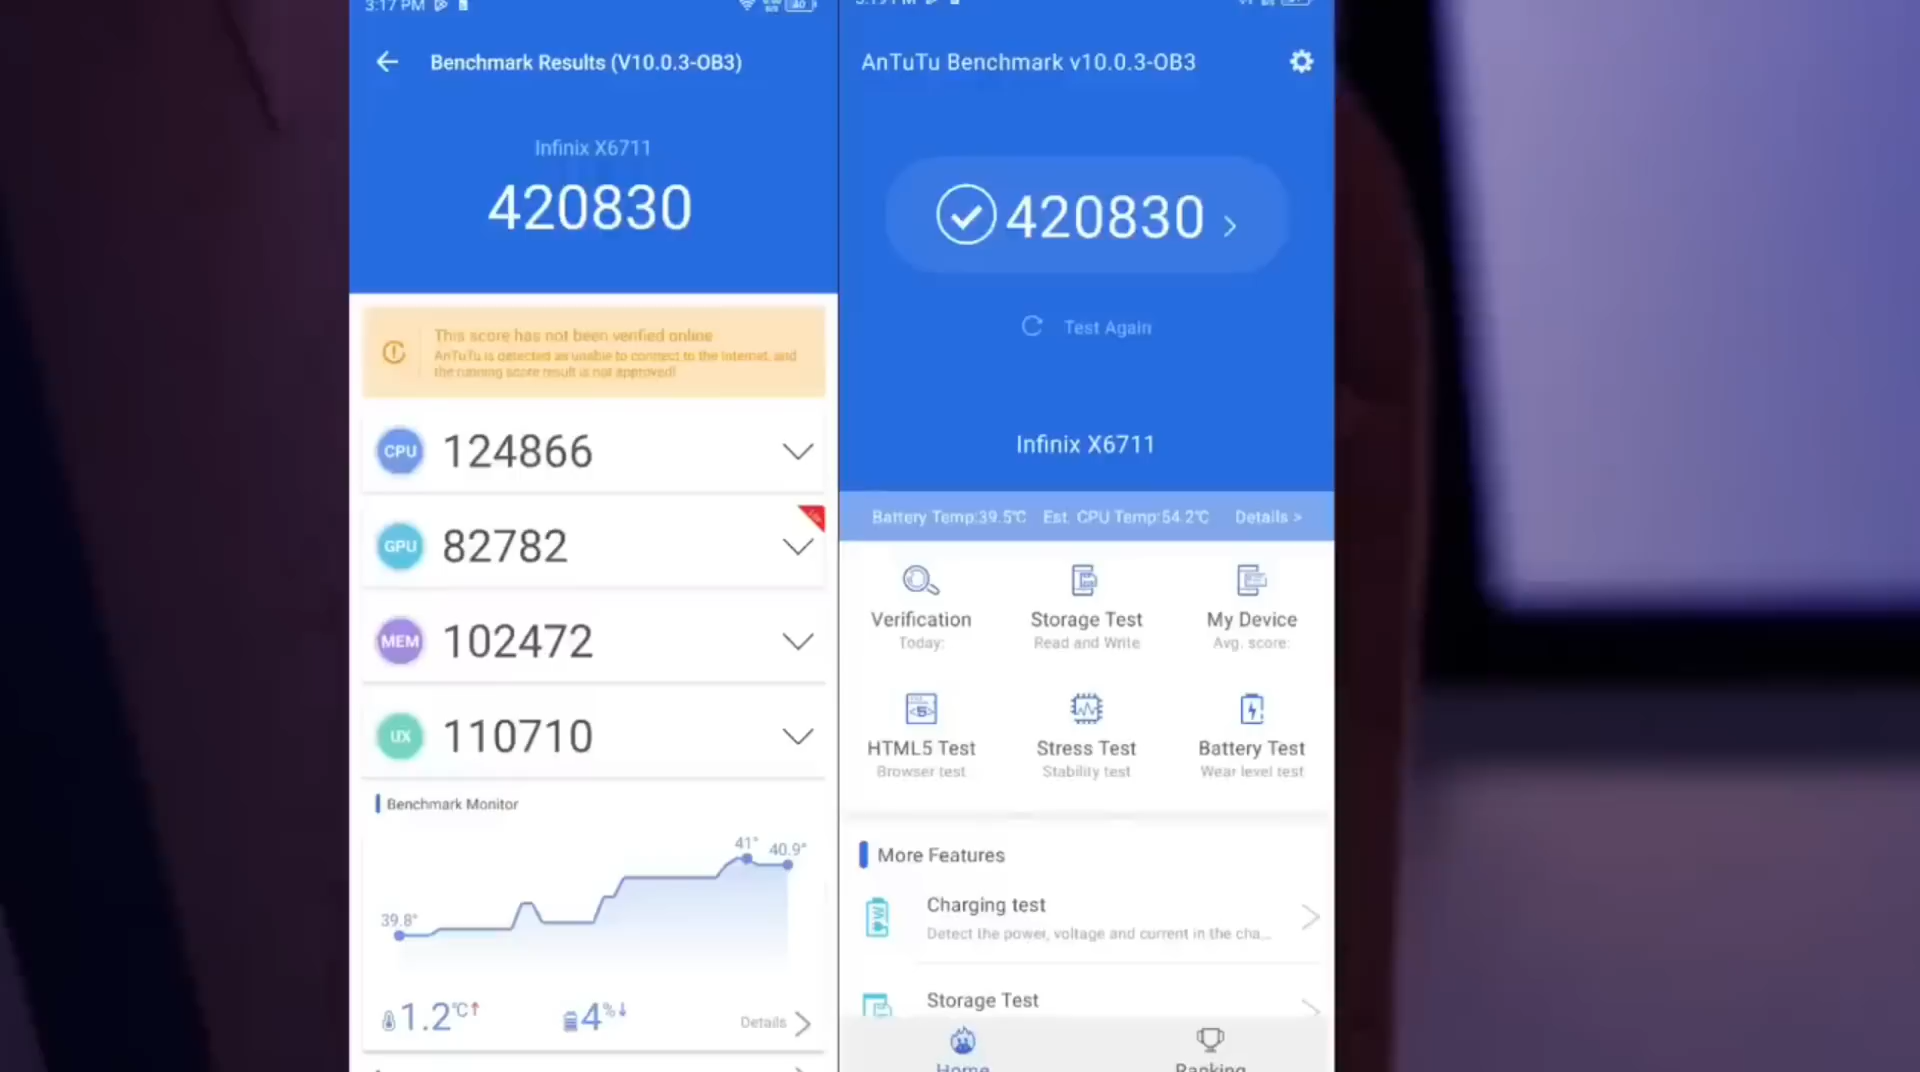 3:17 PM
40
Benchmark Results (V10.0.3-OB3)
Infinix X6711
420830
This score has not been verified online
AnTuTu is detected as unable to connect to the Internet, and
the running score result is not approved!
CPU 124866
GPU 82782
Lite
MEM 102472
UX 110710
Benchmark Monitor
39.8°
41°
40.9°
1.2°C↑
4%↓
Details
AnTuTu Benchmark v10.0.3-OB3
420830
Test Again
Infinix X6711
Battery Temp:39.5℃ Est. CPU Temp:54.2℃ Details >
Verification
Today:
Storage Test
Read and Write
My Device
Avg. score:
HTML5 Test
Browser test
Stress Test
Stability test
Battery Test
Wear level test
More Features
Charging test
Detect the power, voltage and current in the cha...
Storage Test
Home
Ranking